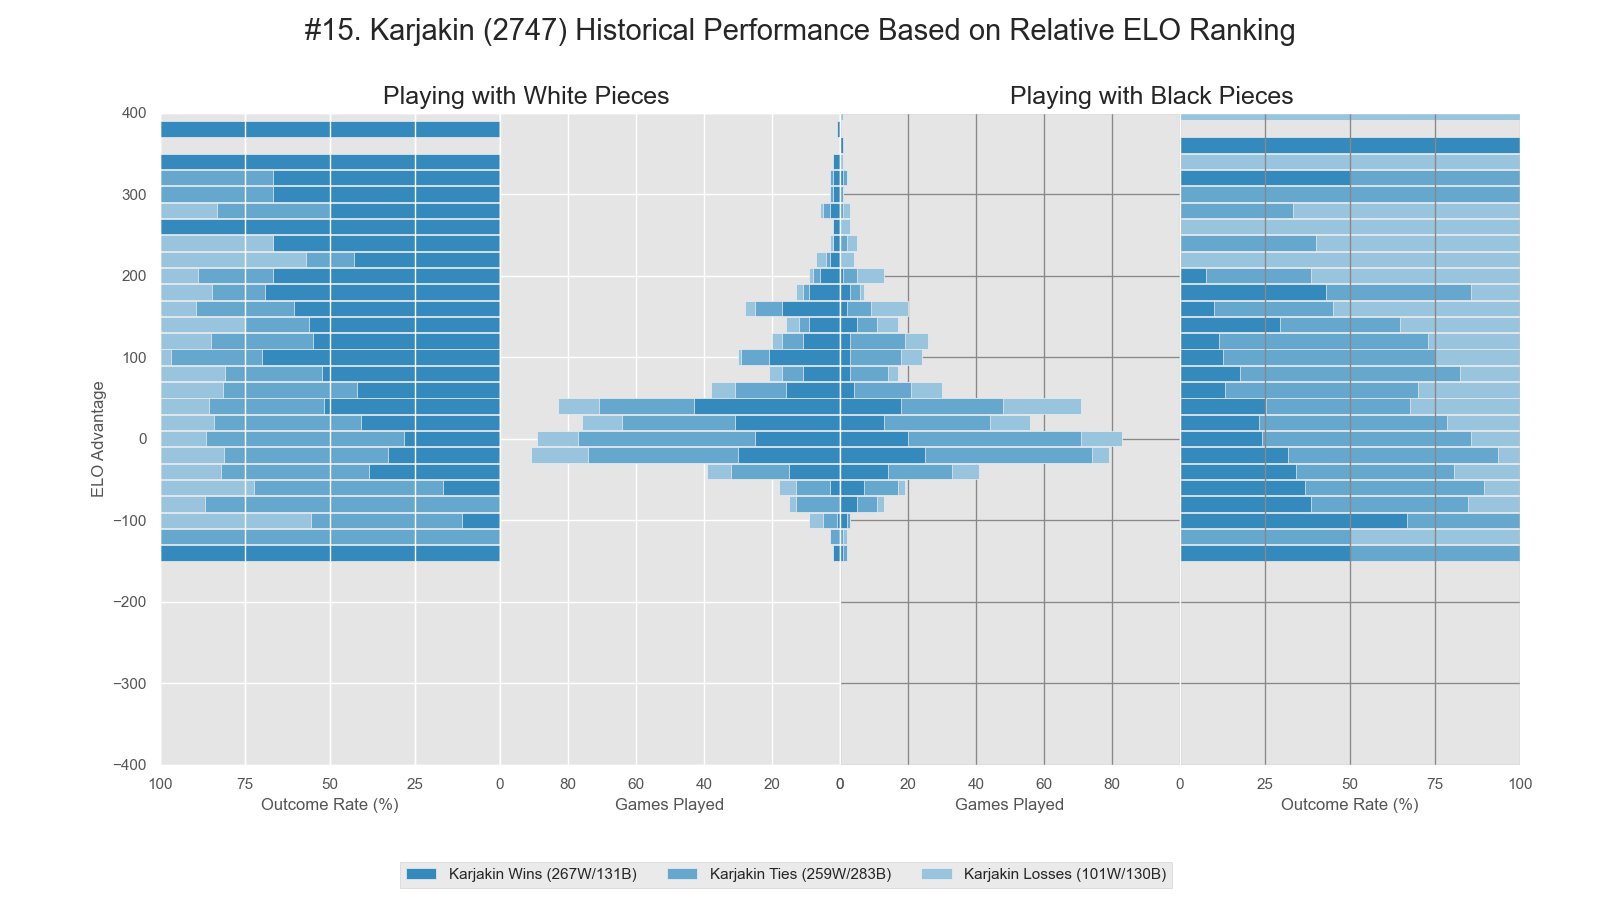 #15. Karjakin (2747) Historical Performance Based on Relative ELO Ranking
Playing with White Pieces
Playing with Black Pieces
ELO Advantage
400
300
200
100
0
−100
−200
−300
−400
100 75 50 25 0 80 60 40 20 0 0 20 40 60 80 0 25 50 75 100
Outcome Rate (%) Games Played Games Played Outcome Rate (%)
Karjakin Wins (267W/131B) Karjakin Ties (259W/283B) Karjakin Losses (101W/130B)